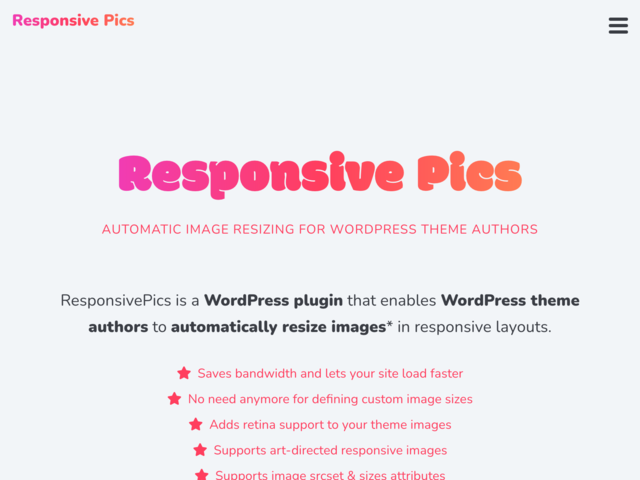 Responsive Pics
Responsive Pics
AUTOMATIC IMAGE RESIZING FOR WORDPRESS THEME AUTHORS
ResponsivePics is a WordPress plugin that enables WordPress theme
authors to automatically resize images* in responsive layouts.
Saves bandwidth and lets your site load faster
No need anymore for defining custom image sizes
Adds retina support to your theme images
Supports art-directed responsive images
Supports image srcset & sizes attributes